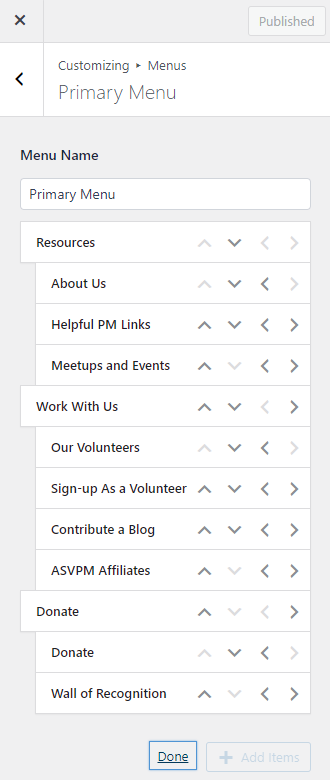 Published
Customizing ▸ Menus
Primary Menu
Menu Name
Primary Menu
Resources
About Us
Helpful PM Links
Meetups and Events
Work With Us
Our Volunteers
Sign-up As a Volunteer
Contribute a Blog
ASVPM Affiliates
Donate
Donate
Wall of Recognition
Done
Add Items